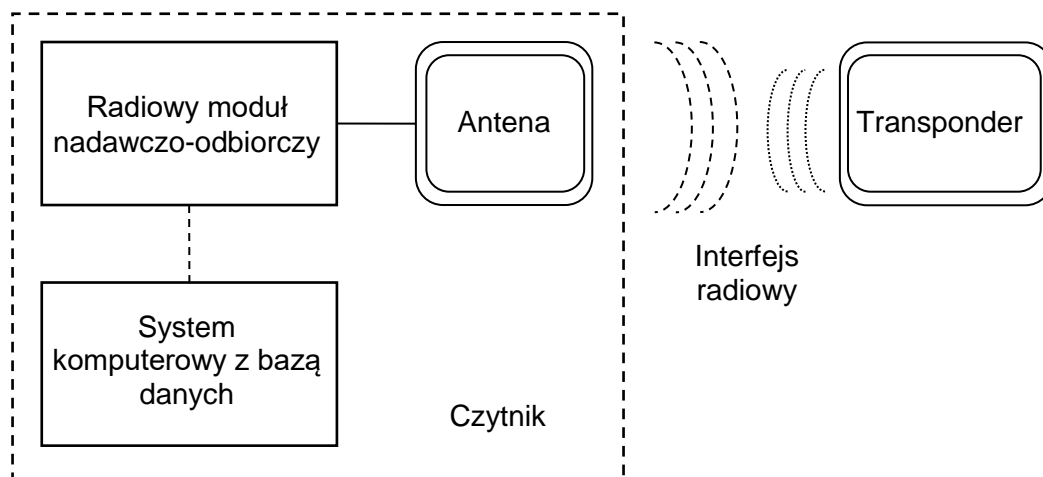 Radiowy moduł
nadawczo-odbiorczy
Antena
Transponder
Interfejs
radiowy
System
komputerowy z bazą
danych
Czytnik